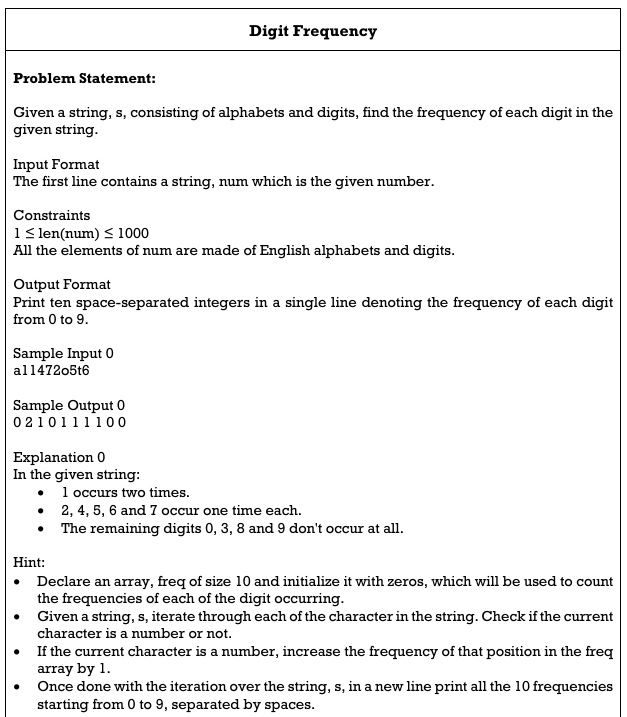 Digit Frequency
Problem Statement:
Given a string, s, consisting of alphabets and digits, find the frequency of each digit in the
given string.
Input Format
The first line contains a string, num which is the given number.
Constraints
1 ≤ len(num) ≤ 1000
All the elements of num are made of English alphabets and digits.
Output Format
Print ten space-separated integers in a single line denoting the frequency of each digit
from 0 to 9.
Sample Input 0
a11472o5t6
Sample Output 0
0 2 1 0 1 1 1 1 0 0
Explanation 0
In the given string:
• 1 occurs two times.
• 2, 4, 5, 6 and 7 occur one time each.
• The remaining digits 0, 3, 8 and 9 don't occur at all.
Hint:
• Declare an array, freq of size 10 and initialize it with zeros, which will be used to count
the frequencies of each of the digit occurring.
• Given a string, s, iterate through each of the character in the string. Check if the current
character is a number or not.
• If the current character is a number, increase the frequency of that position in the freq
array by 1.
• Once done with the iteration over the string, s, in a new line print all the 10 frequencies
starting from 0 to 9, separated by spaces.